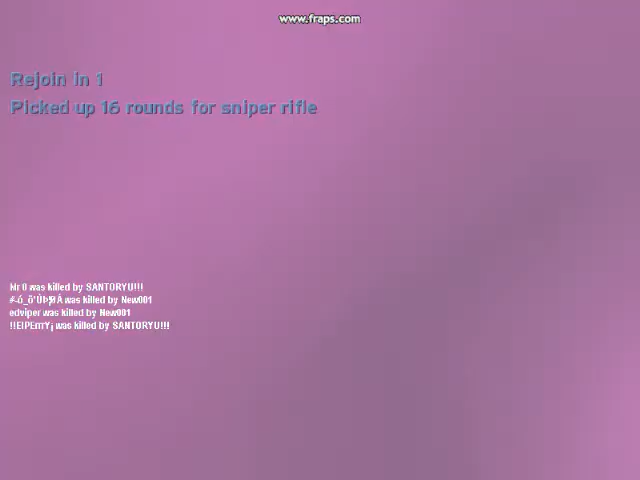 www.fraps.com
Rejoin in 1
Picked up 16 rounds for sniper rifle
Nr 0 was killed by SANTORYU!!!
was killed by New001
edviper was killed by New001
was killed by SANTORYU!!!